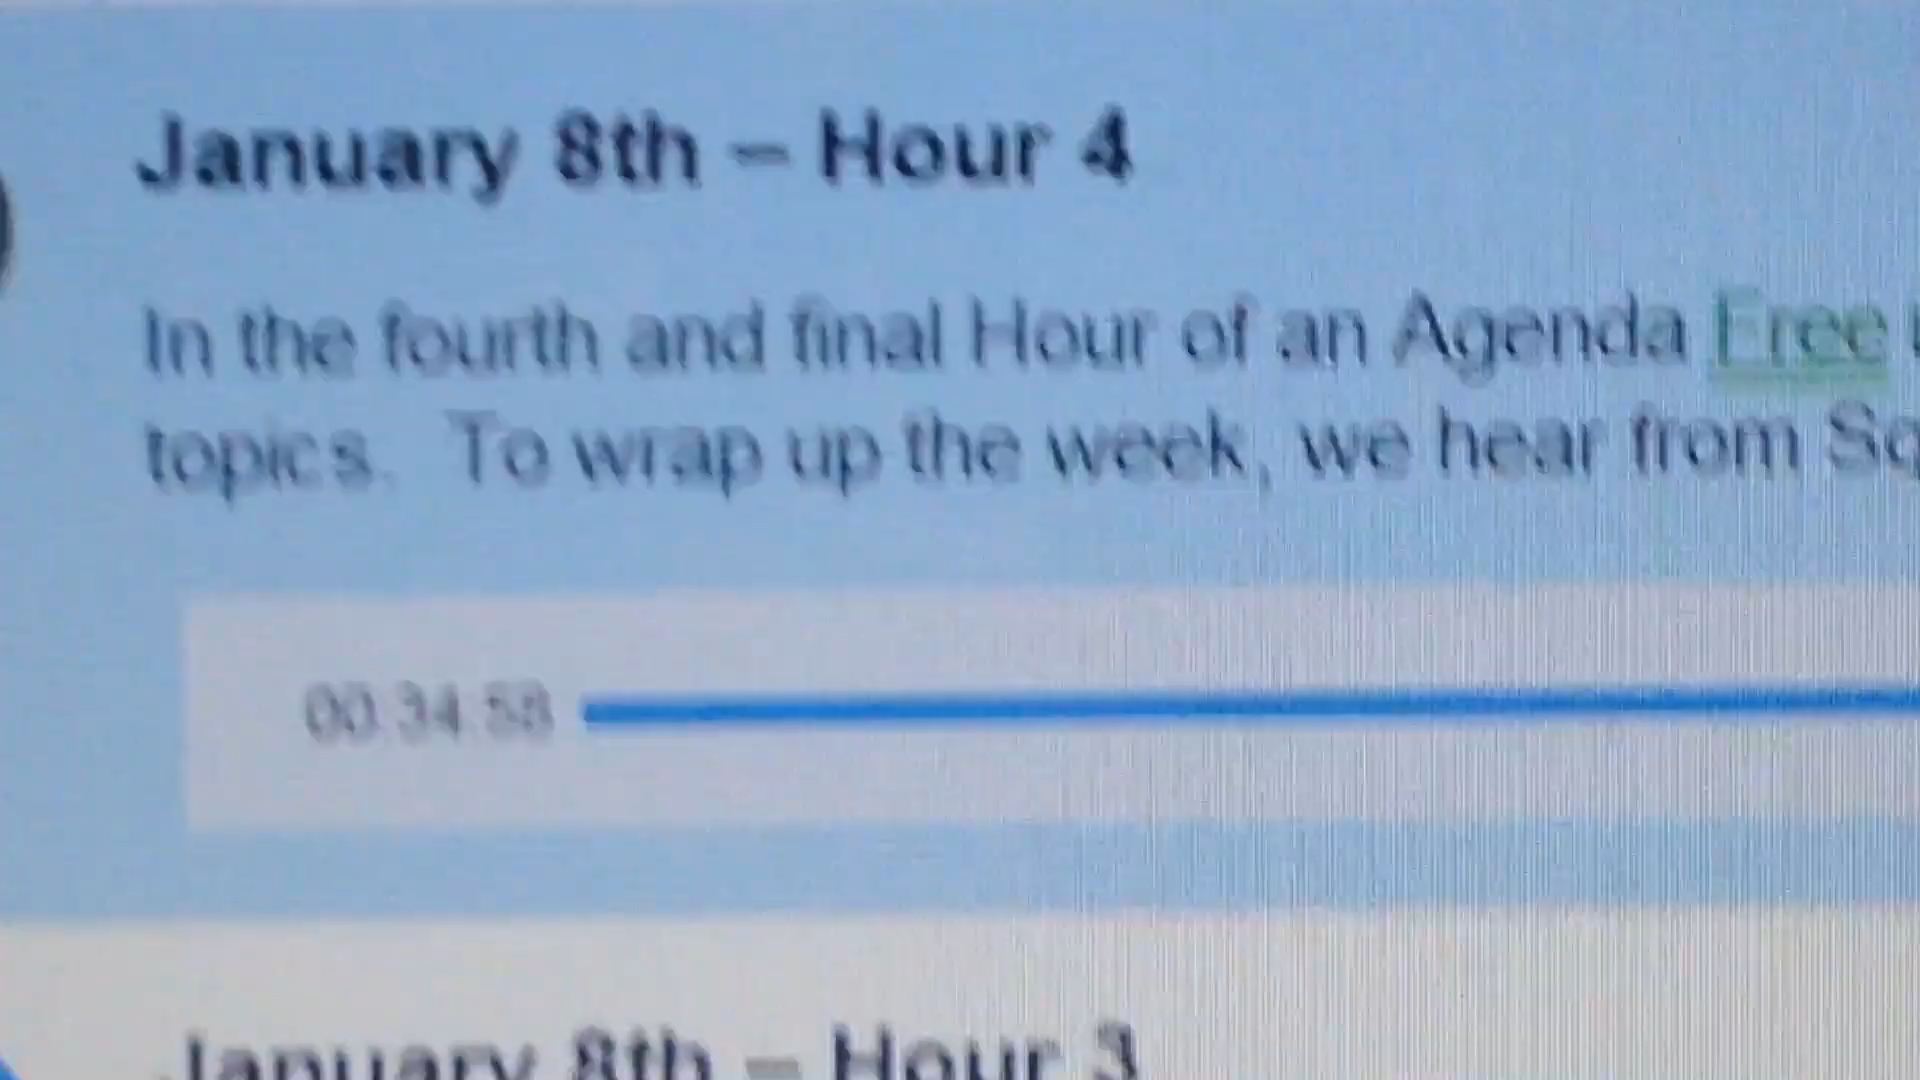 January 8th – Hour 4
In the fourth and final Hour of an Agenda Free
topics. To wrap up the week, we hear from
00:34:58
January 8th – Hour 3